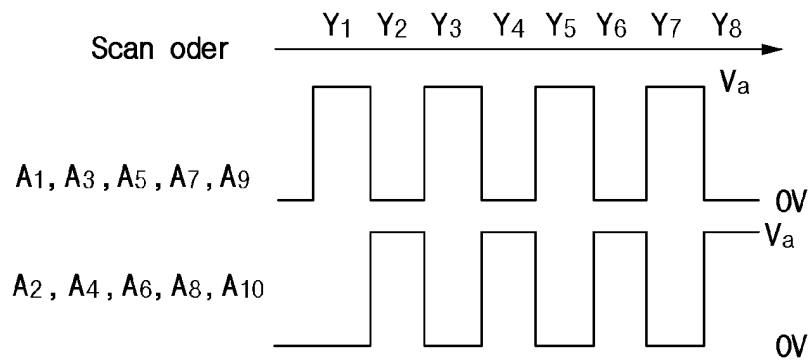 Y1 Y2 Y3 Y4 Y5 Y6 Y7 Y8
Scan oder
Va
A1, A3, A5, A7, A9
0V
Va
A2, A4, A6, A8, A10
0V